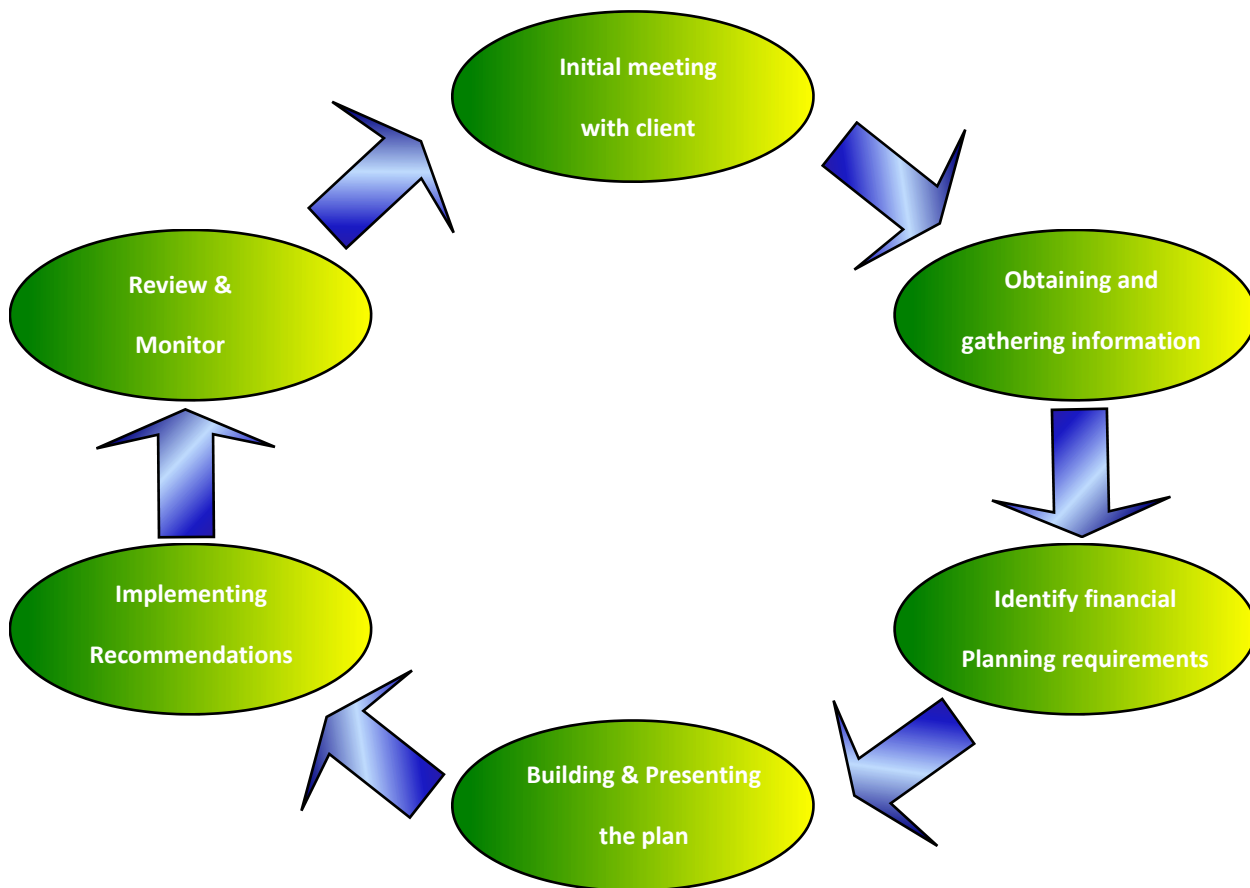 Initial meeting
with client
Obtaining and
gathering information
Identify financial
Planning requirements
Building & Presenting
the plan
Implementing
Recommendations
Review &
Monitor